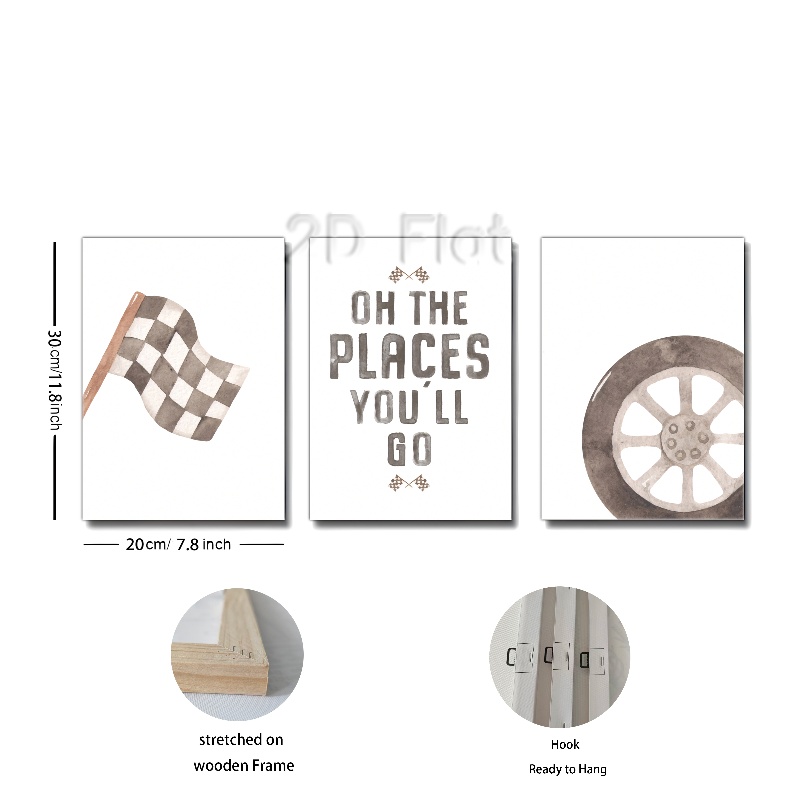 2D Flat
OH THE
PLACES
YOU'LL
GO
30cm/11.8inch
20cm/ 7.8 inch
stretched on
wooden Frame
Hook
Ready to Hang